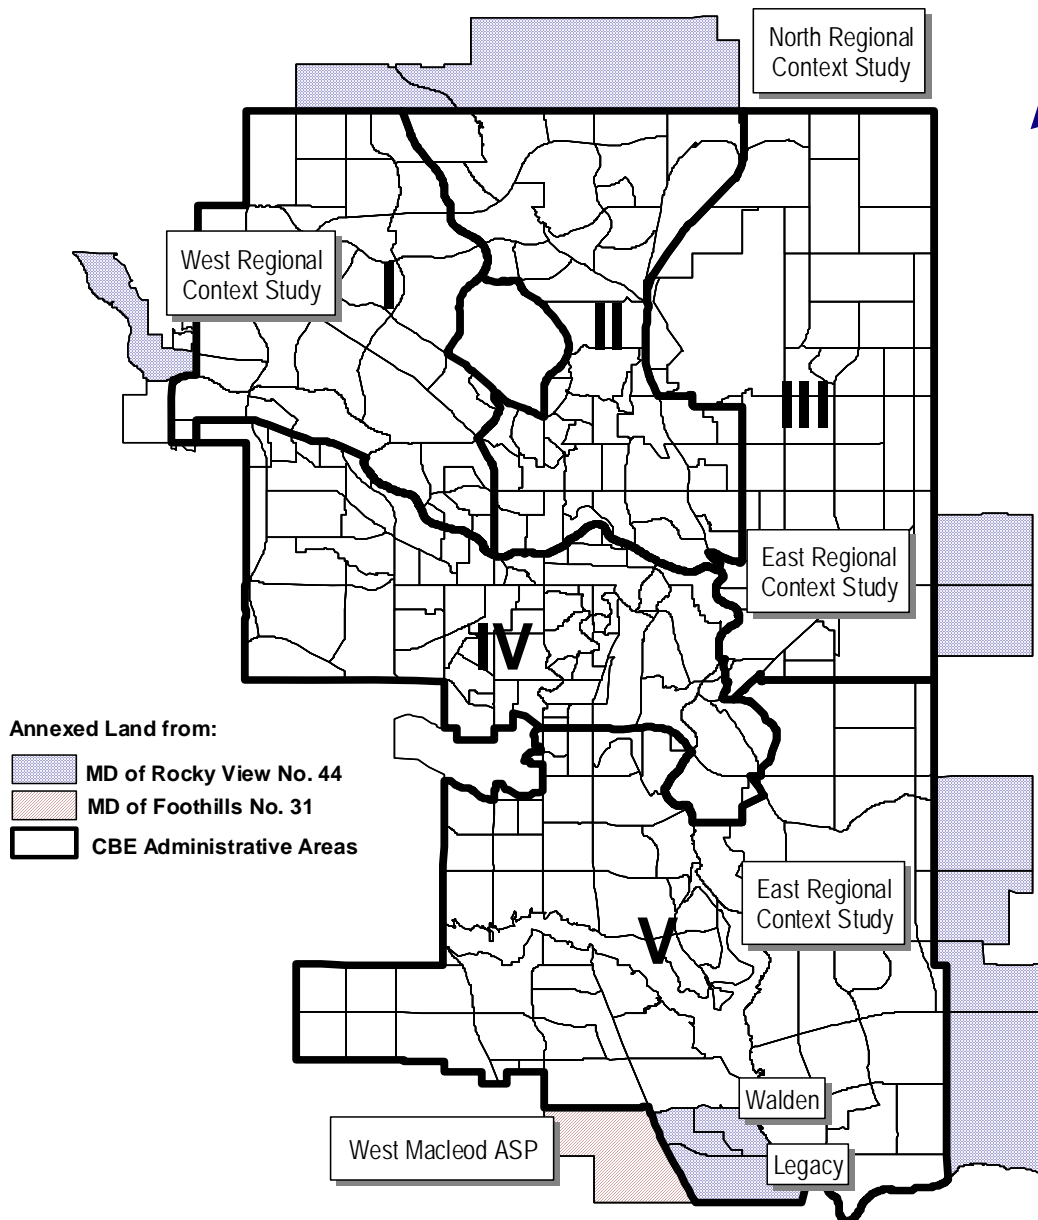 North Regional
Context Study
West Regional
Context Study
I
II
III
East Regional
Context Study
IV
Annexed Land from:
MD of Rocky View No. 44
MD of Foothills No. 31
CBE Administrative Areas
East Regional
Context Study
V
Walden
West Macleod ASP
Legacy